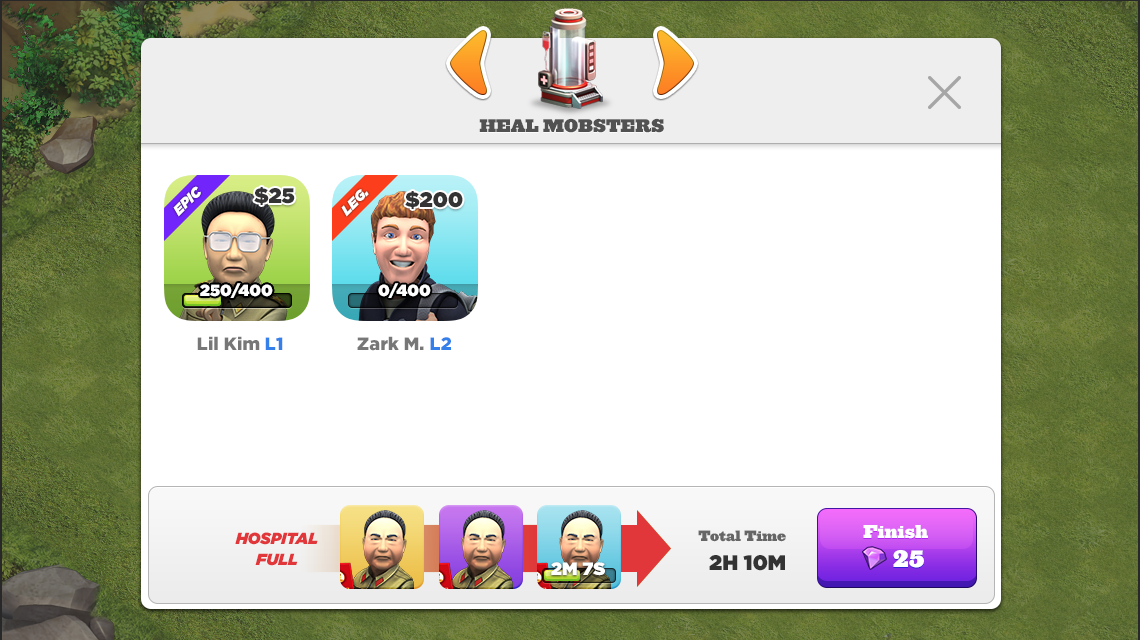 HEAL MOBSTERS
EPIC
$25
250/400
Lil Kim L1
LEG.
$200
0/400
Zark M. L2
HOSPITAL
FULL
2M 7S
Total Time
2H 10M
Finish
25